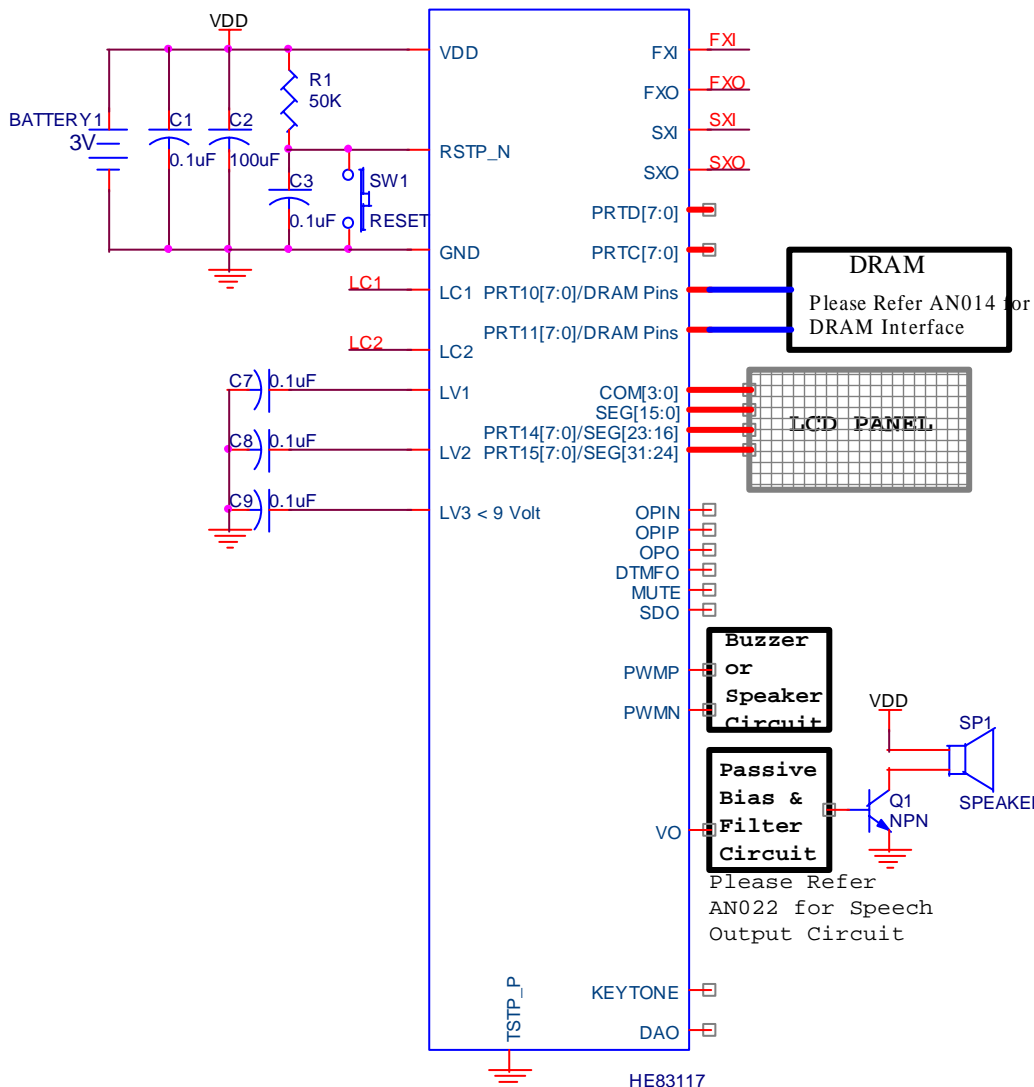 VDD
BATTERY1
3V
C1
0.1uF
C2
100uF
R1
50K
C3
0.1uF
SW1
RESET
LC1
LC2
C7 0.1uF
C8 0.1uF
C9 0.1uF
VDD
RSTP_N
GND
LC1
LC2
LV1
LV2
LV3 < 9 Volt
TSTP_P
FXI
FXO
SXI
SXO
PRTD[7:0]
PRTC[7:0]
PRT10[7:0]/DRAM Pins
PRT11[7:0]/DRAM Pins
COM[3:0]
SEG[15:0]
PRT14[7:0]/SEG[23:16]
PRT15[7:0]/SEG[31:24]
OPIN
OPIP
OPO
DTMFO
MUTE
SDO
PWMP
PWMN
VO
KEYTONE
DAO
HE83117
FXI
FXO
SXI
SXO
DRAM
Please Refer AN014 for
DRAM Interface
LCD PANEL
Buzzer
or
Speaker
Circuit
Passive
Bias &
Filter
Circuit
Please Refer
AN022 for Speech
Output Circuit
VDD
SP1
SPEAKER
Q1
NPN